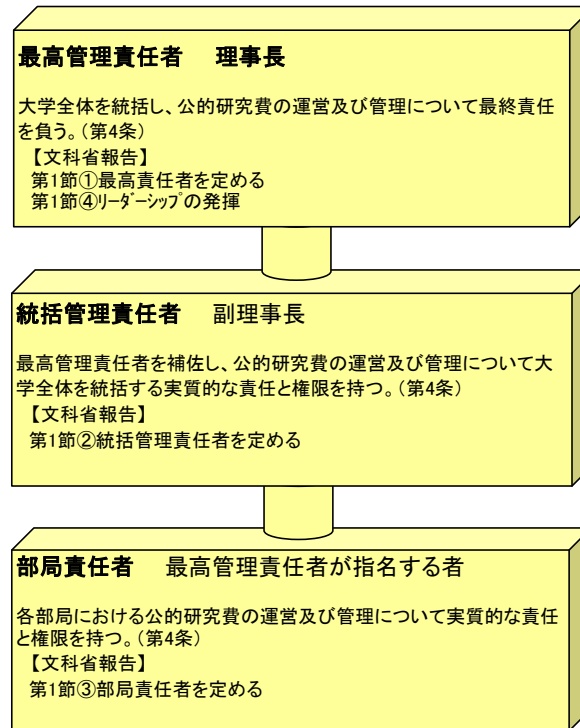 最高管理責任者　理事長
大学全体を統括し、公的研究費の運営及び管理について最終責任
を負う。(第4条)
【文科省報告】
第1節①最高責任者を定める
第1節④リーダーシップの発揮
統括管理責任者　副理事長
最高管理責任者を補佐し、公的研究費の運営及び管理について大
学全体を統括する実質的な責任と権限を持つ。(第4条)
【文科省報告】
第1節②統括管理責任者を定める
部局責任者　最高管理責任者が指名する者
各部局における公的研究費の運営及び管理について実質的な責任
と権限を持つ。(第4条)
【文科省報告】
第1節③部局責任者を定める